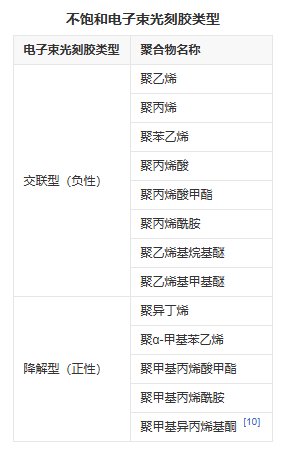 不饱和电子束光刻胶类型
电子束光刻胶类型 聚合物名称
交联型（负性）
聚乙烯
聚丙烯
聚苯乙烯
聚丙烯酸
聚丙烯酸甲酯
聚丙烯酰胺
聚乙烯基烷基醚
聚乙烯基甲基醚
降解型（正性）
聚异丁烯
聚α-甲基苯乙烯
聚甲基丙烯酸甲酯
聚甲基丙烯酰胺
聚甲基异丙烯基酮 [10]